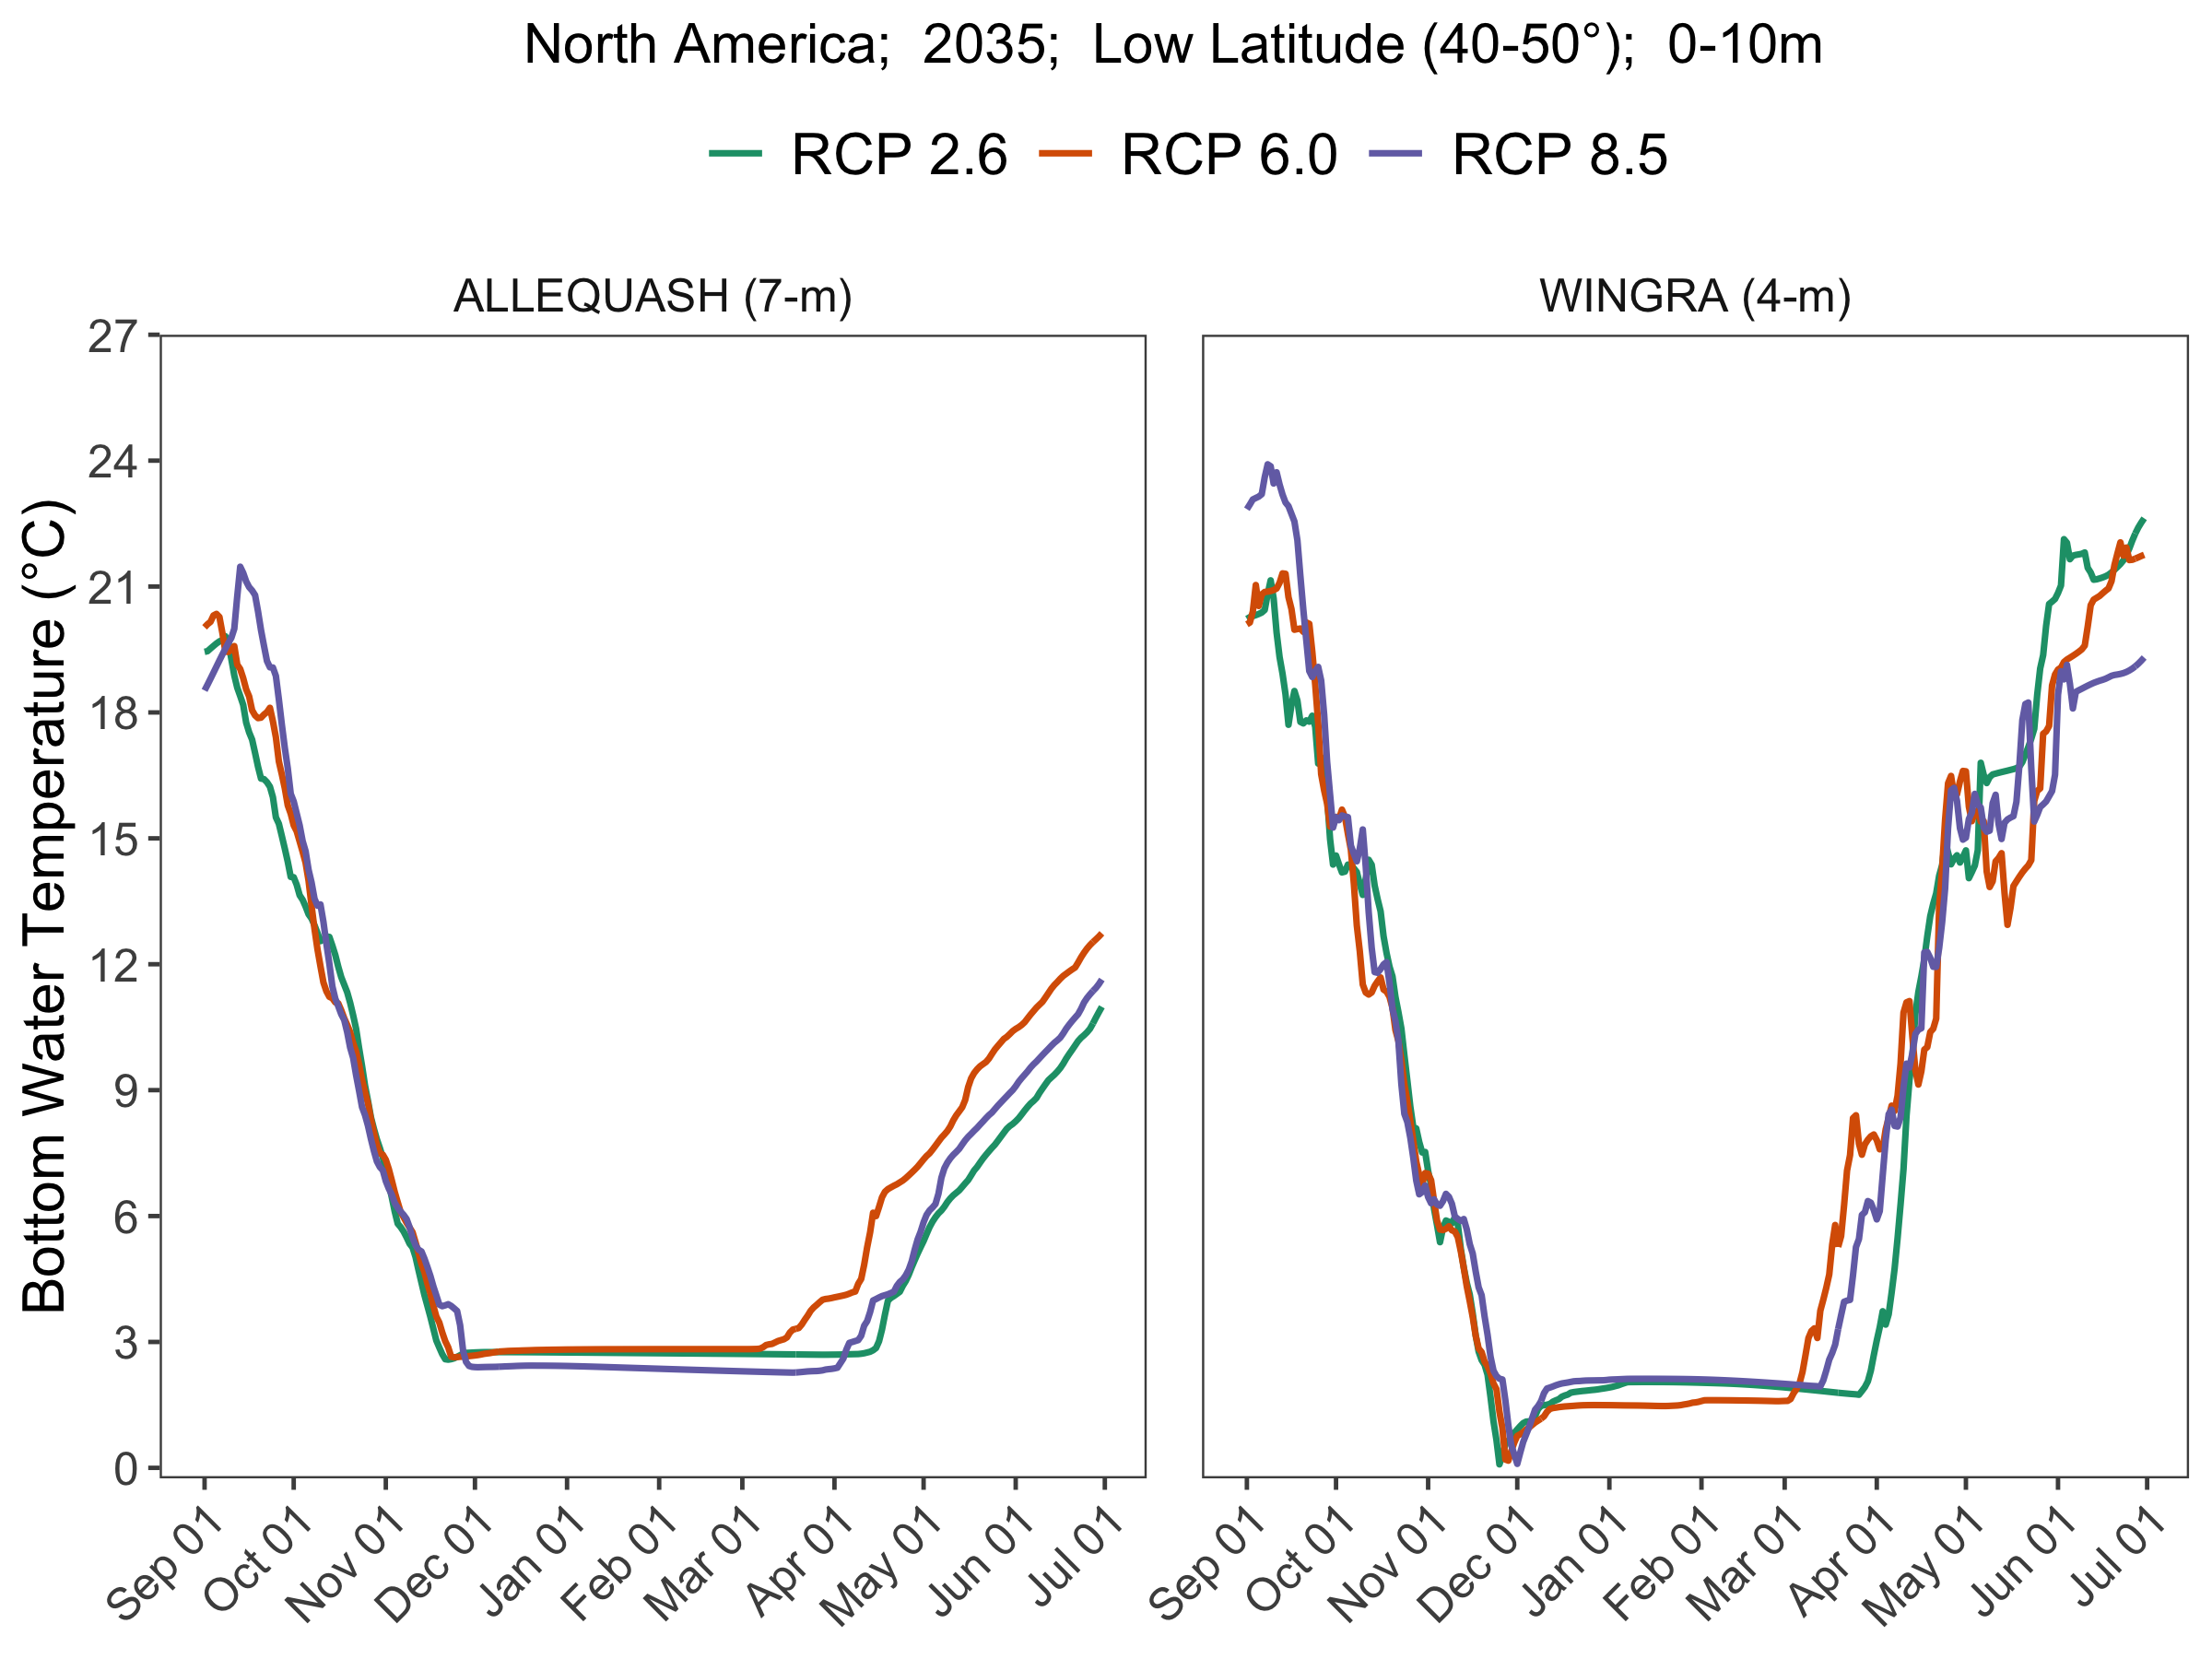 North America;  2035;  Low Latitude (40-50°);  0-10m
RCP 2.6 RCP 6.0 RCP 8.5
ALLEQUASH (7-m) WINGRA (4-m)
Bottom Water Temperature (°C)
27
24
21
18
15
12
9
6
3
0
Sep 01 Oct 01 Nov 01 Dec 01 Jan 01 Feb 01 Mar 01 Apr 01 May 01 Jun 01 Jul 01 Sep 01 Oct 01 Nov 01 Dec 01 Jan 01 Feb 01 Mar 01 Apr 01 May 01 Jun 01 Jul 01